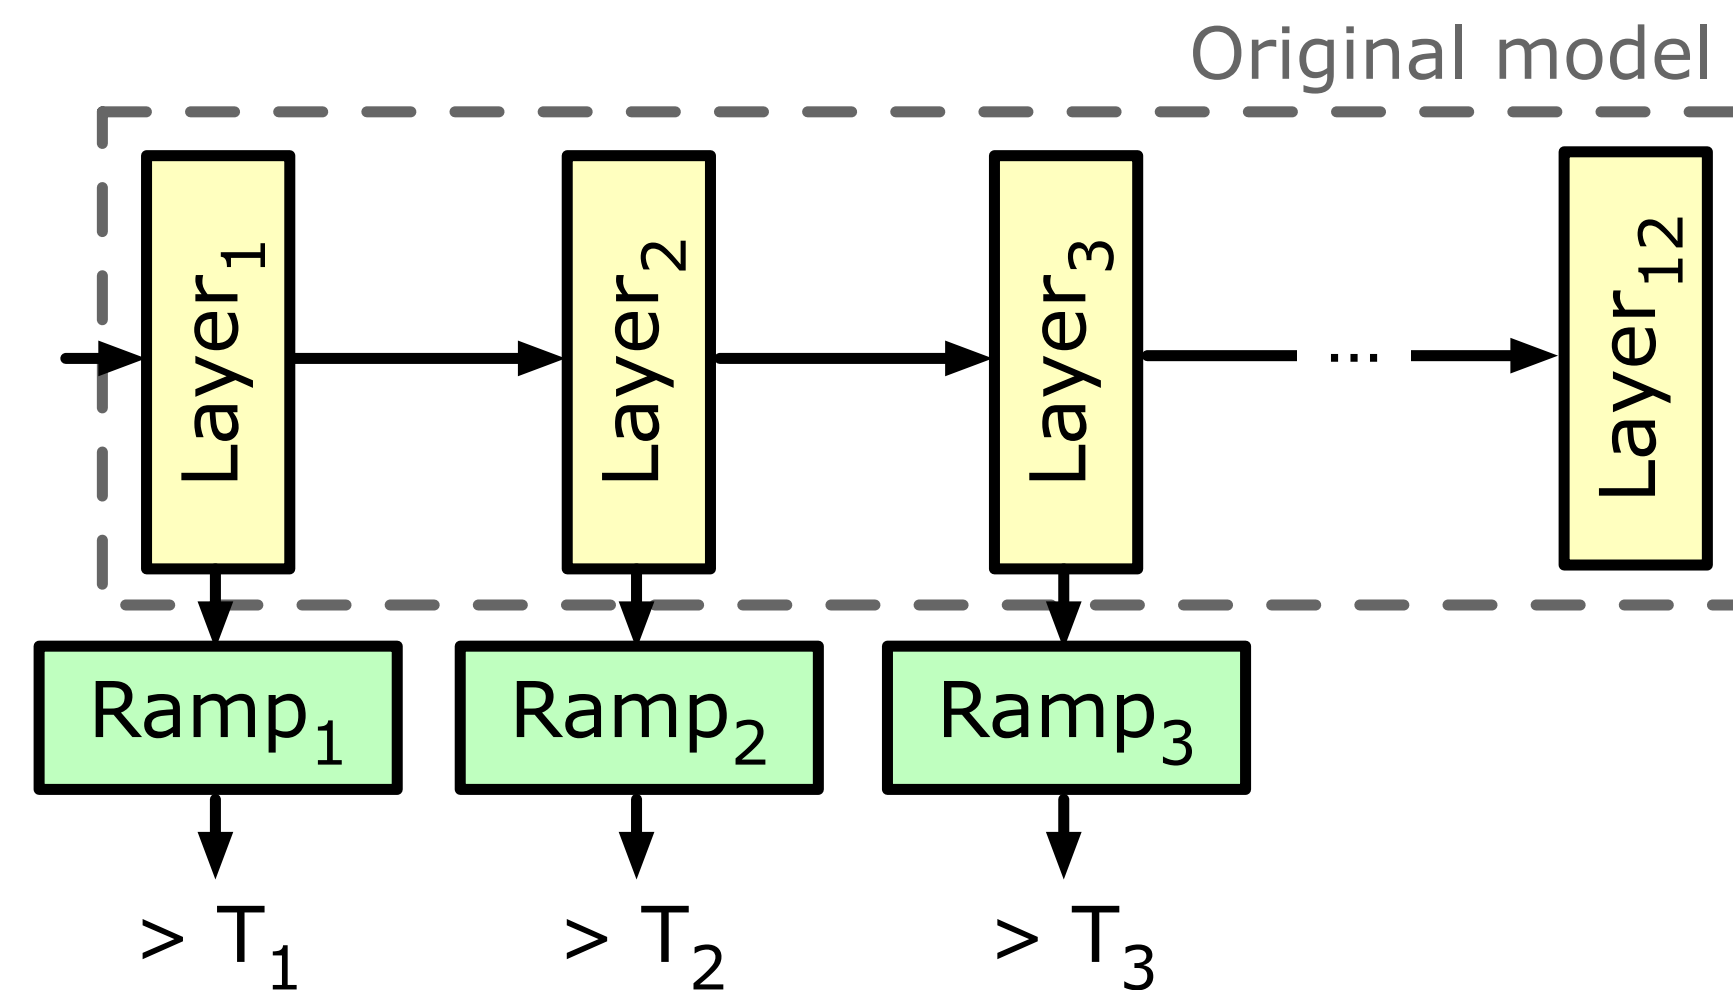 Original model
Layer₁
Layer₂
Layer₃
...
Layer₁₂
Ramp₁
Ramp₂
Ramp₃
> T₁
> T₂
> T₃